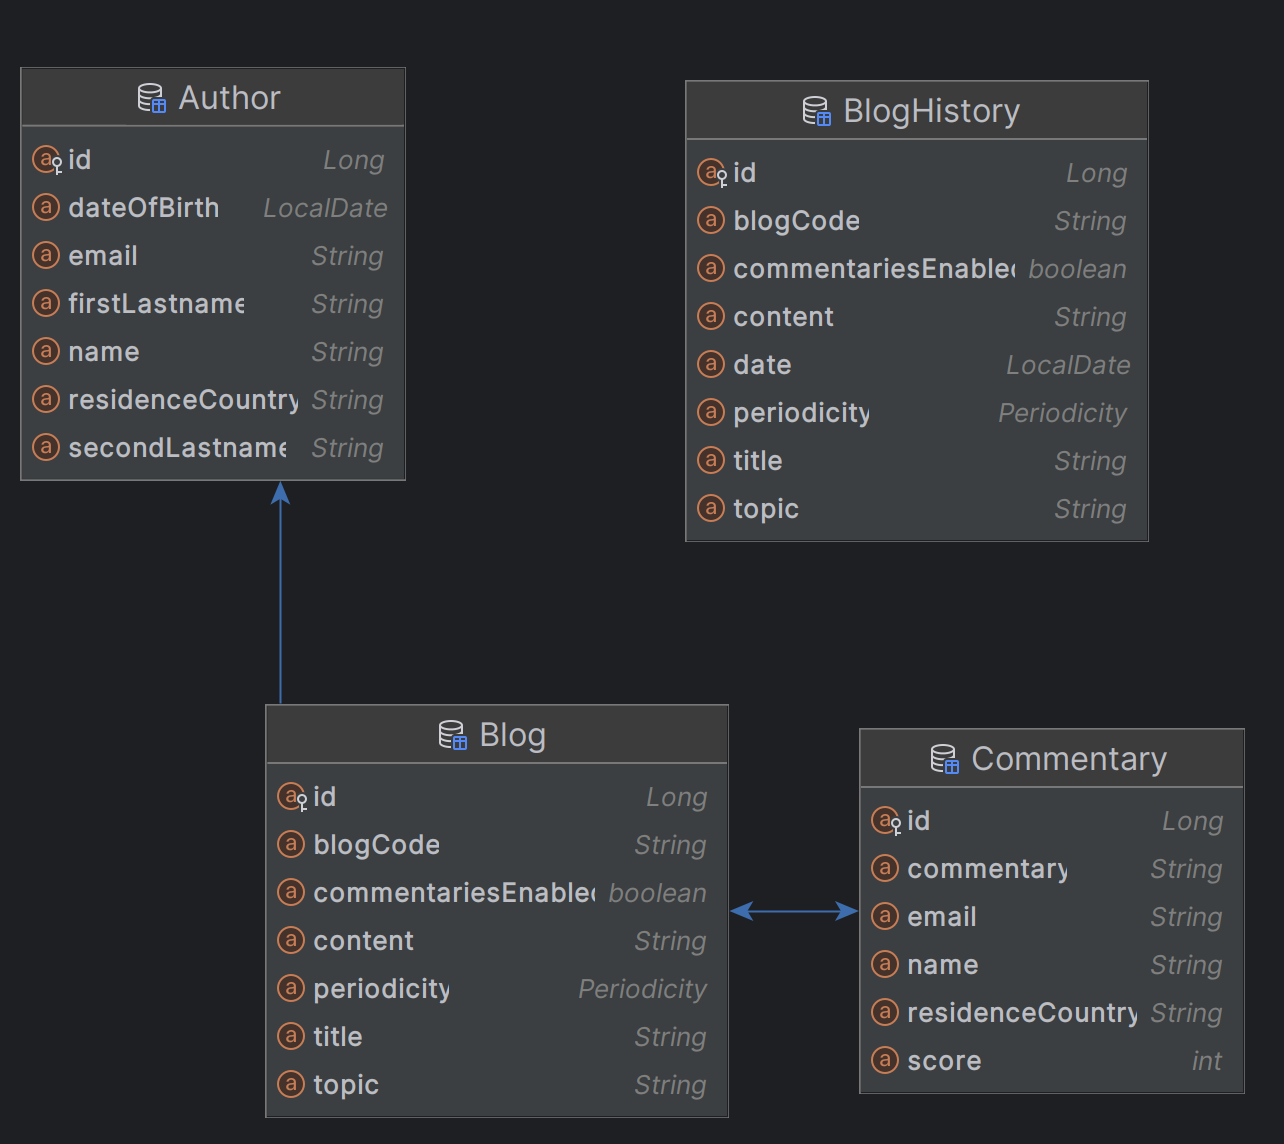 Author
id Long
dateOfBirth LocalDate
email String
firstLastname String
name String
residenceCountry String
secondLastname String
BlogHistory
id Long
blogCode String
commentariesEnabled boolean
content String
date LocalDate
periodicity Periodicity
title String
topic String
Blog
id Long
blogCode String
commentariesEnabled boolean
content String
periodicity Periodicity
title String
topic String
Commentary
id Long
commentary String
email String
name String
residenceCountry String
score int